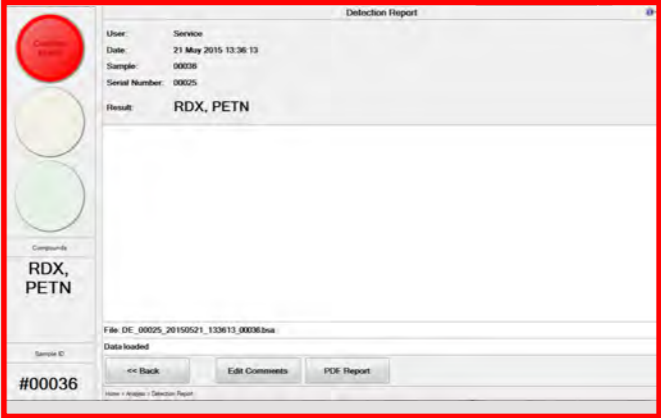 Detection Report
User: Service
Date: 21 May 2015 13:36:13
Sample: 00036
Serial Number: 00025
Result: RDX, PETN
Compounds
RDX,
PETN
File: DE_00025_20150521_133613_00036.bsa
Data loaded
Sample ID
#00036
<< Back
Edit Comments
PDF Report
Home > Analysis > Detection Report